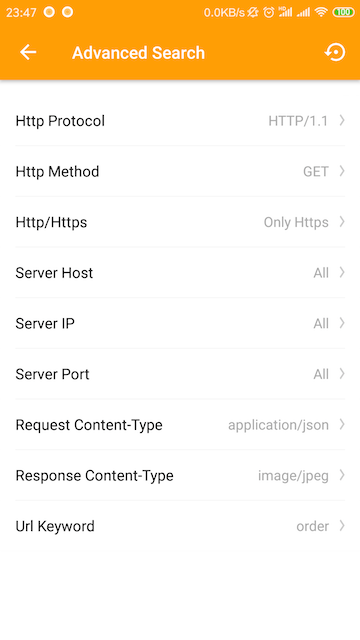 23:47 0.0KB/s 4G 100
Advanced Search
Http Protocol HTTP/1.1
Http Method GET
Http/Https Only Https
Server Host All
Server IP All
Server Port All
Request Content-Type application/json
Response Content-Type image/jpeg
Url Keyword order